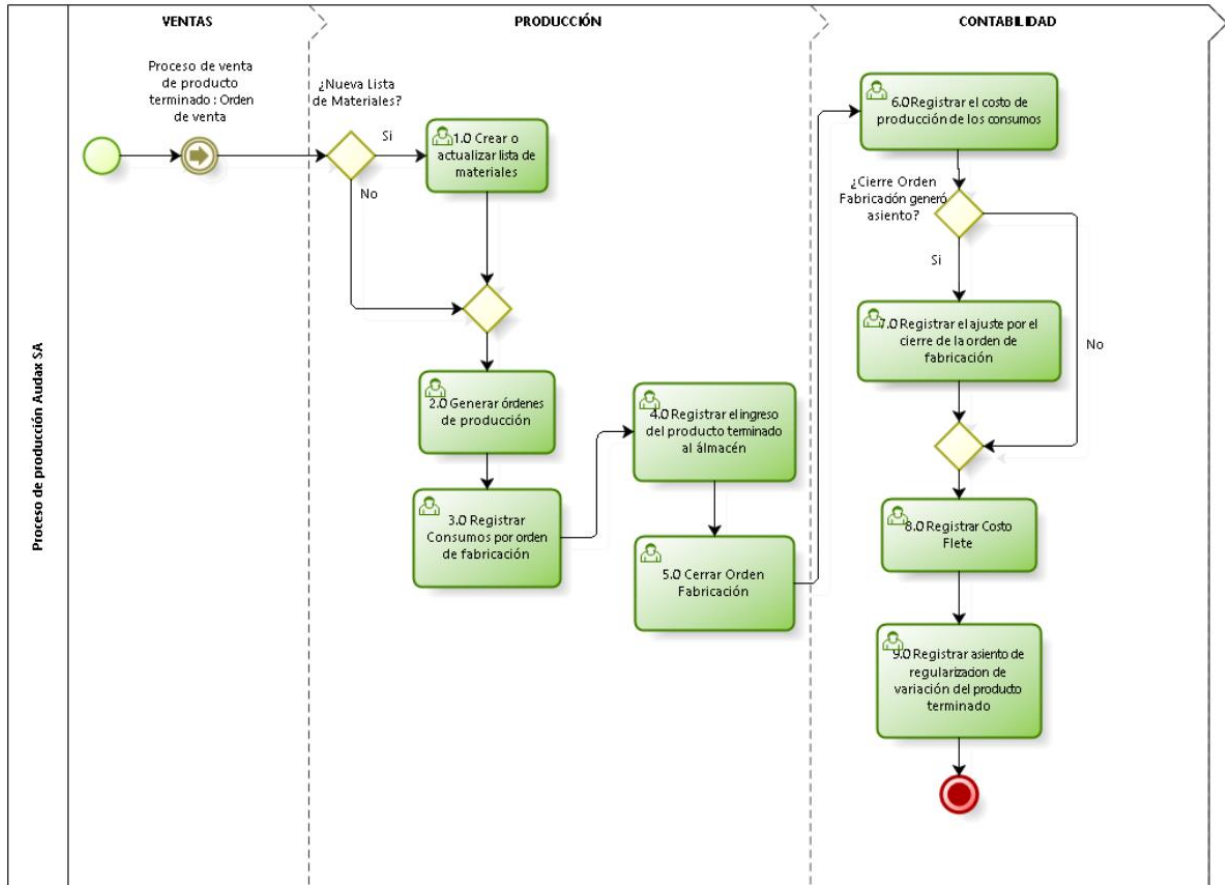 VENTAS
PRODUCCIÓN
CONTABILIDAD
Proceso de producción Audax SA
Proceso de venta
de producto
terminado : Orden
de venta
¿Nueva Lista
de Materiales?
Si
No
1.0 Crear o
actualizar lista de
materiales
2.0 Generar órdenes
de producción
3.0 Registrar
Consumos por orden
de fabricación
4.0 Registrar el ingreso
del producto terminado
al álmacén
5.0 Cerrar Orden
Fabricación
6.0 Registrar el costo de
producción de los consumos
¿Cierre Orden
Fabricación generó
asiento?
Si
No
7.0 Registrar el ajuste por el
cierre de la orden de
fabricación
8.0 Registrar Costo
Flete
9.0 Registrar asiento de
regularizacion de
variación del producto
terminado